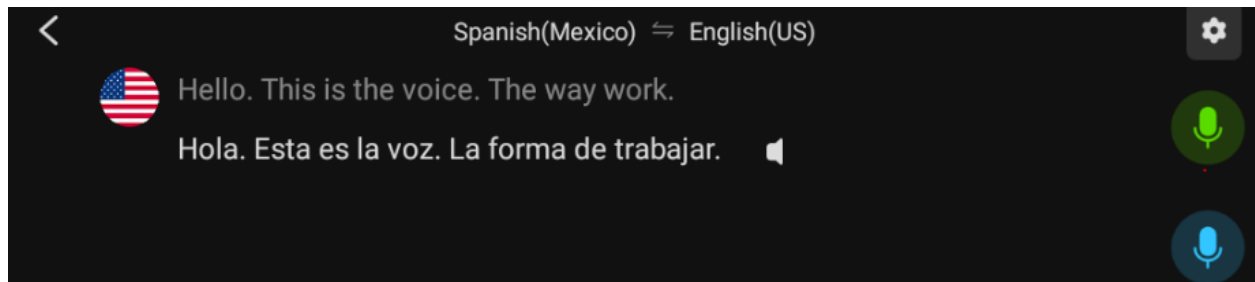 Spanish(Mexico) ⇋ English(US)
Hello. This is the voice. The way work.
Hola. Esta es la voz. La forma de trabajar.